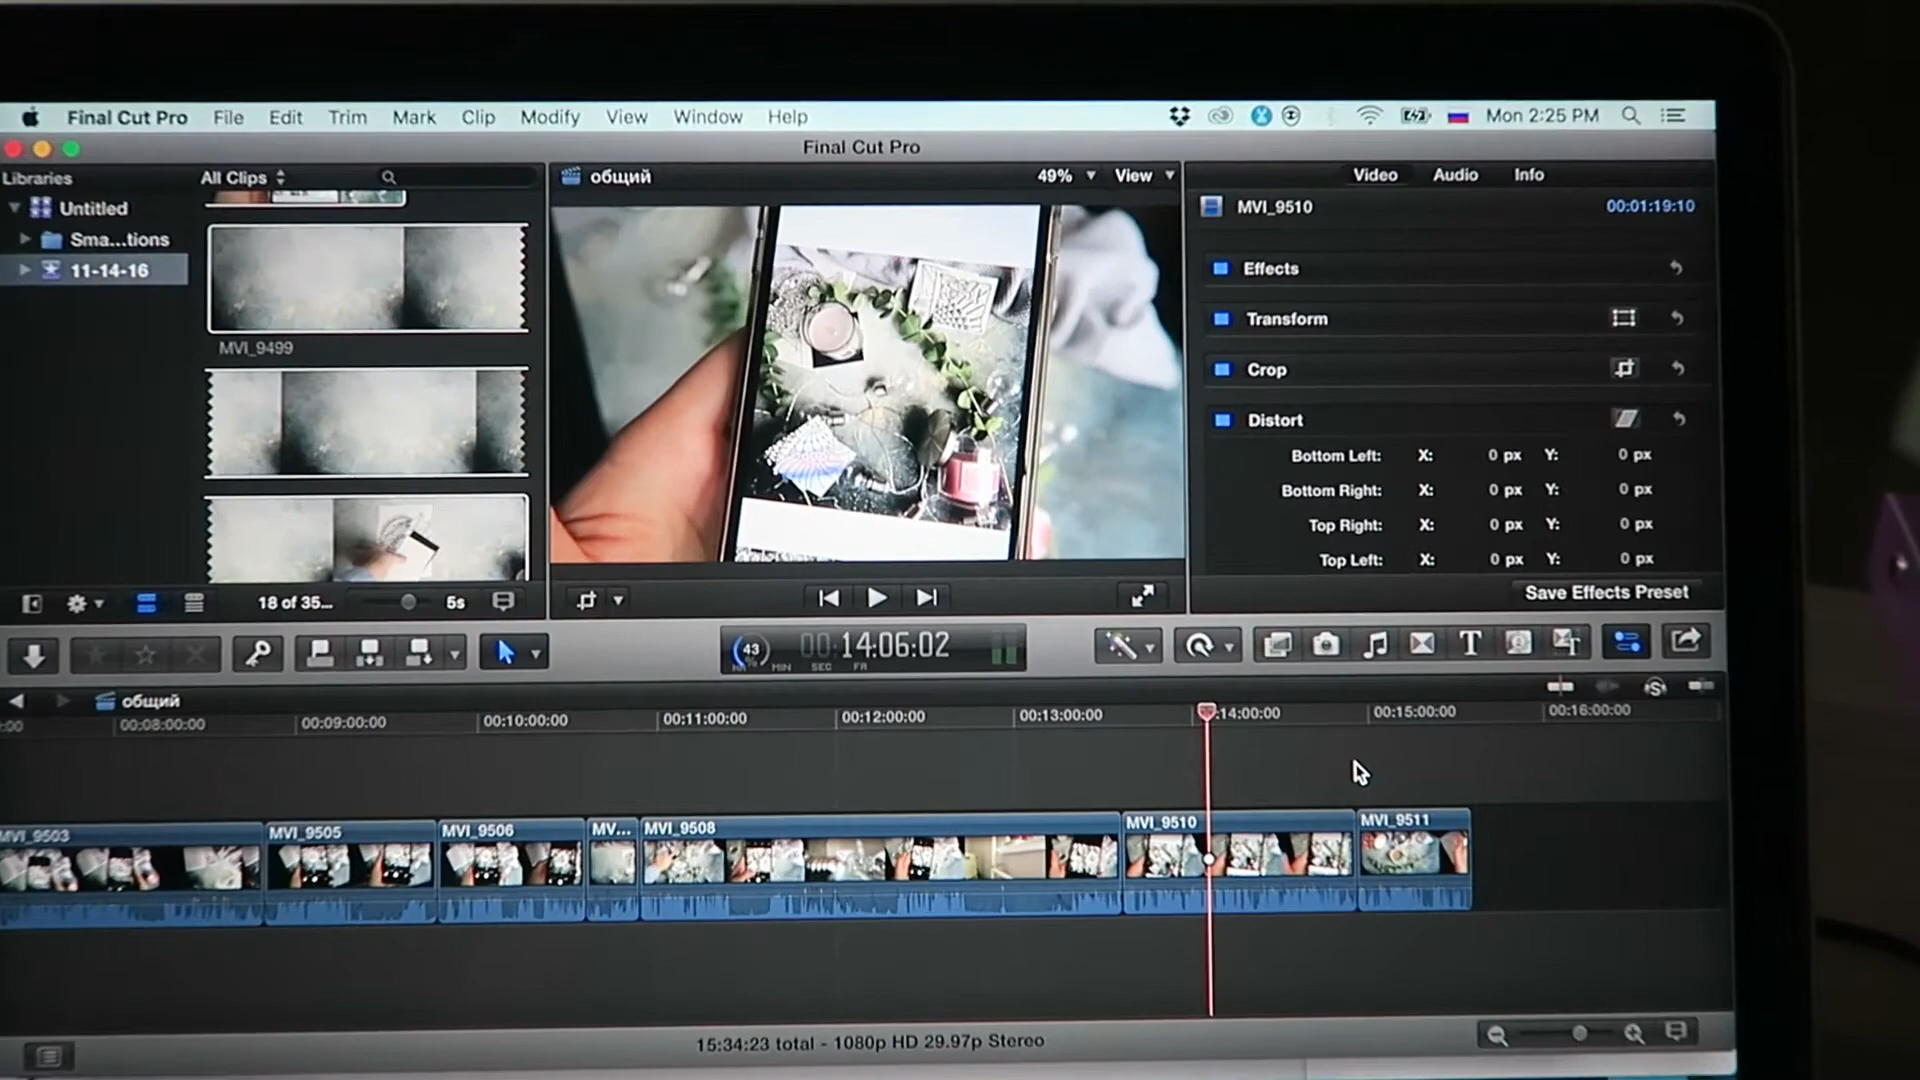 Final Cut Pro File Edit Trim Mark Clip Modify View Window Help Mon 2:25 PM
Final Cut Pro
Libraries All Clips общий 49% View Video Audio Info
Untitled
MVI_9510 00:01:19:10
Sma...tions
11-14-16
Effects
Transform
MVI_9499
Crop
Distort
Bottom Left: X: 0 px Y: 0 px
Bottom Right: X: 0 px Y: 0 px
Top Right: X: 0 px Y: 0 px
Top Left: X: 0 px Y: 0 px
18 of 35... 5s Save Effects Preset
43 % 00:14:06:02
HR MIN SEC FR
общий
:00 00:08:00:00 00:09:00:00 00:10:00:00 00:11:00:00 00:12:00:00 00:13:00:00 :14:00:00 00:15:00:00 00:16:00:00
MVI_9503 MVI_9505 MVI_9506 MV... MVI_9508 MVI_9510 MVI_9511
15:34:23 total - 1080p HD 29.97p Stereo